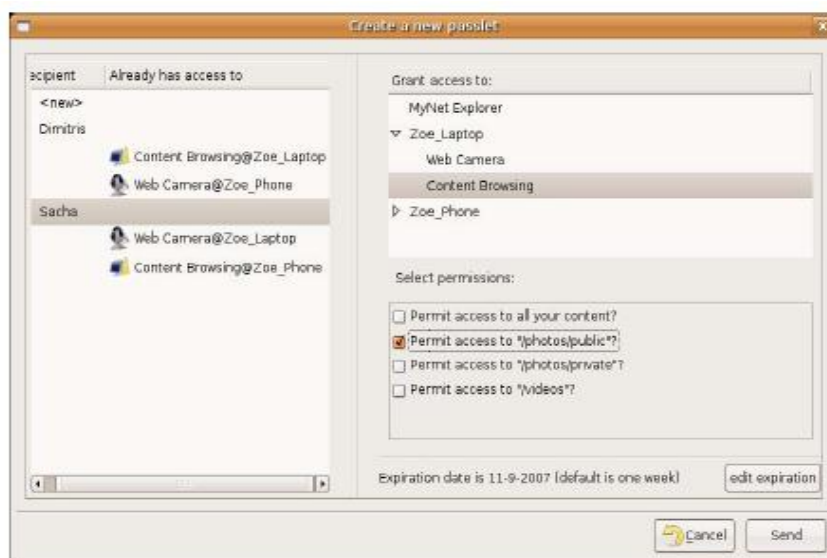 Create a new passlet
ecipient Already has access to
<new>
Dimitris
Content Browsing@Zoe_Laptop
Web Camera@Zoe_Phone
Sacha
Web Camera@Zoe_Laptop
Content Browsing@Zoe_Phone
Grant access to:
MyNet Explorer
Zoe_Laptop
Web Camera
Content Browsing
Zoe_Phone
Select permissions:
Permit access to all your content?
Permit access to "/photos/public"?
Permit access to "/photos/private"?
Permit access to "/videos"?
Expiration date is 11-9-2007 (default is one week)
edit expiration
Cancel
Send